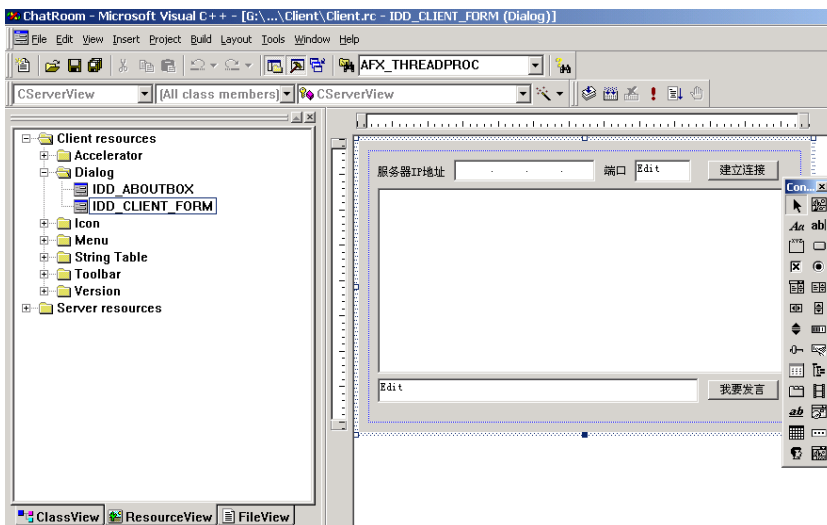 ChatRoom - Microsoft Visual C++ - [G:\...\Client\Client.rc - IDD_CLIENT_FORM (Dialog)]
File Edit View Insert Project Build Layout Tools Window Help
AFX_THREADPROC
CServerView [All class members] CServerView
Client resources
Accelerator
Dialog
IDD_ABOUTBOX
IDD_CLIENT_FORM
Icon
Menu
String Table
Toolbar
Version
Server resources
服务器IP地址 . . . 端口 Edit 建立连接
Con...
Aa ab|
Edit 我要发言
ab
ClassView ResourceView FileView